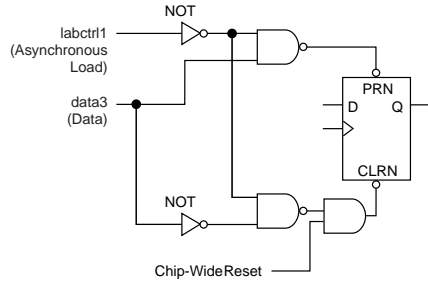 NOT
labctrl1
(Asynchronous
Load)
PRN
D
Q
data3
(Data)
CLRN
NOT
Chip-WideReset